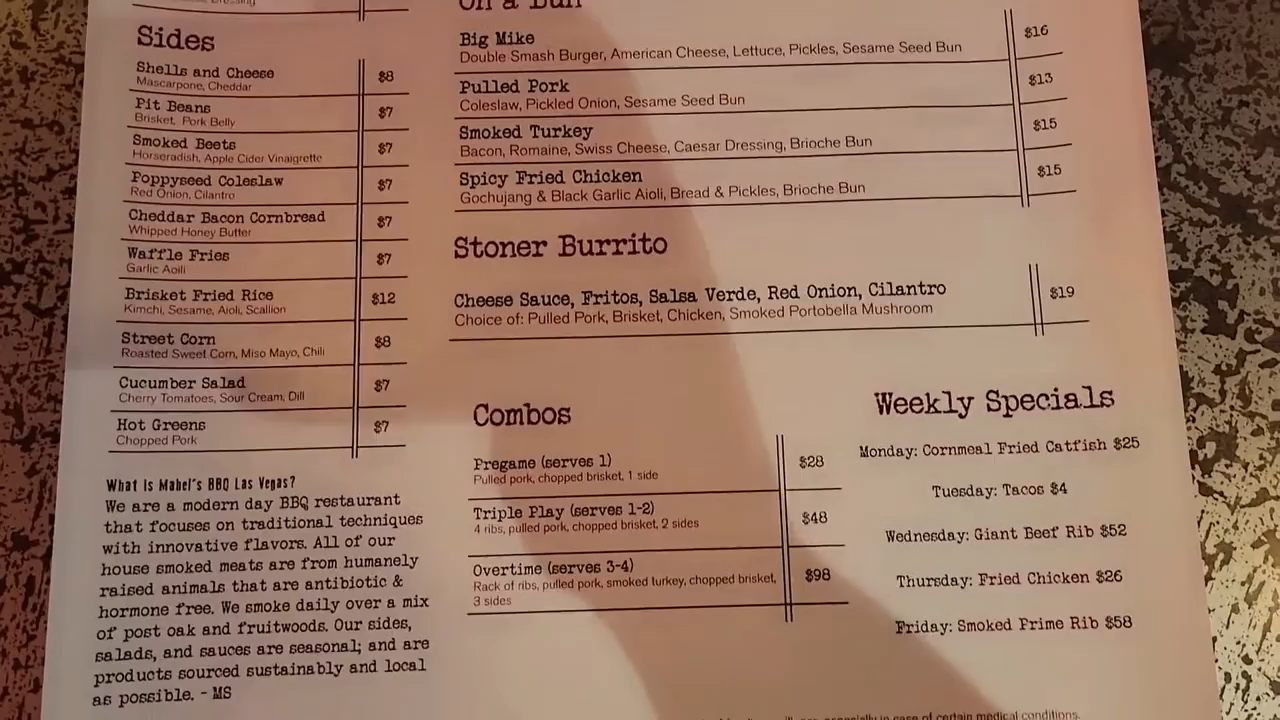 Sides
Shells and Cheese $8
Mascarpone, Cheddar
Pit Beans $7
Brisket, Pork Belly
Smoked Beets $7
Horseradish, Apple Cider Vinaigrette
Poppyseed Coleslaw $7
Red Onion, Cilantro
Cheddar Bacon Cornbread $7
Whipped Honey Butter
Waffle Fries $7
Garlic Aoili
Brisket Fried Rice $12
Kimchi, Sesame, Aioli, Scallion
Street Corn $8
Roasted Sweet Corn, Miso Mayo, Chili
Cucumber Salad $7
Cherry Tomatoes, Sour Cream, Dill
Hot Greens $7
Chopped Pork
What Is Mabel's BBQ Las Vegas?
We are a modern day BBQ restaurant
that focuses on traditional techniques
with innovative flavors. All of our
house smoked meats are from humanely
raised animals that are antibiotic &
hormone free. We smoke daily over a mix
of post oak and fruitwoods. Our sides,
salads, and sauces are seasonal; and are
products sourced sustainably and local
as possible. - MS
On a Bun
Big Mike $16
Double Smash Burger, American Cheese, Lettuce, Pickles, Sesame Seed Bun
Pulled Pork $13
Coleslaw, Pickled Onion, Sesame Seed Bun
Smoked Turkey $15
Bacon, Romaine, Swiss Cheese, Caesar Dressing, Brioche Bun
Spicy Fried Chicken $15
Gochujang & Black Garlic Aioli, Bread & Pickles, Brioche Bun
Stoner Burrito
Cheese Sauce, Fritos, Salsa Verde, Red Onion, Cilantro $19
Choice of: Pulled Pork, Brisket, Chicken, Smoked Portobella Mushroom
Combos
Pregame (serves 1) $28
Pulled pork, chopped brisket, 1 side
Triple Play (serves 1-2) $48
4 ribs, pulled pork, chopped brisket, 2 sides
Overtime (serves 3-4) $98
Rack of ribs, pulled pork, smoked turkey, chopped brisket,
3 sides
Weekly Specials
Monday: Cornmeal Fried Catfish $25
Tuesday: Tacos $4
Wednesday: Giant Beef Rib $52
Thursday: Fried Chicken $26
Friday: Smoked Prime Rib $58
especially in case of certain medical conditions.